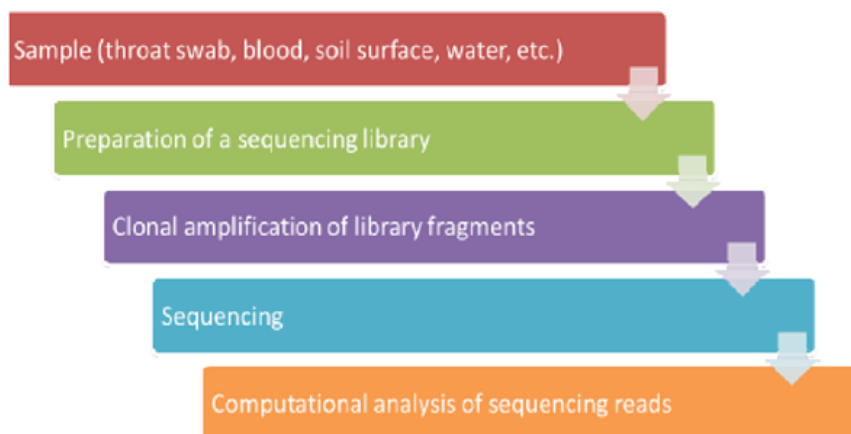 Sample (throat swab, blood, soil surface, water, etc.)
Preparation of a sequencing library
Clonal amplification of library fragments
Sequencing
Computational analysis of sequencing reads